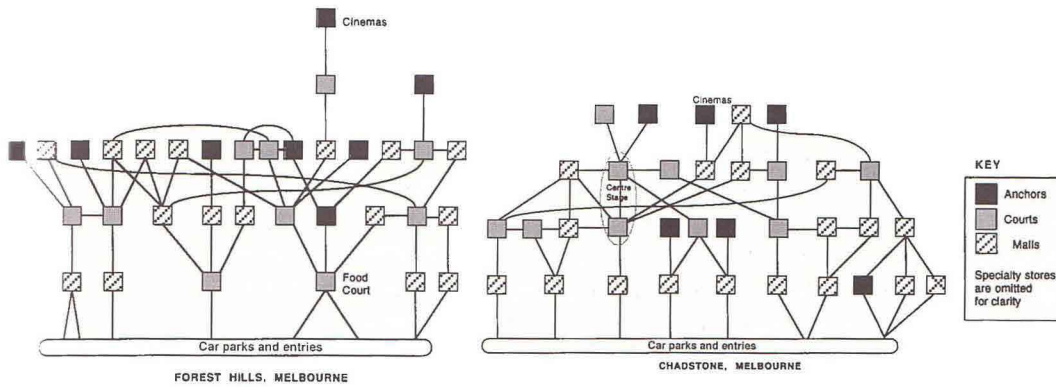 Cinemas
Food
Court
Car parks and entries
FOREST HILLS, MELBOURNE
Cinemas
Centre
Stage
Car parks and entries
CHADSTONE, MELBOURNE
KEY
Anchors
Courts
Malls
Specialty stores
are omitted
for clarity